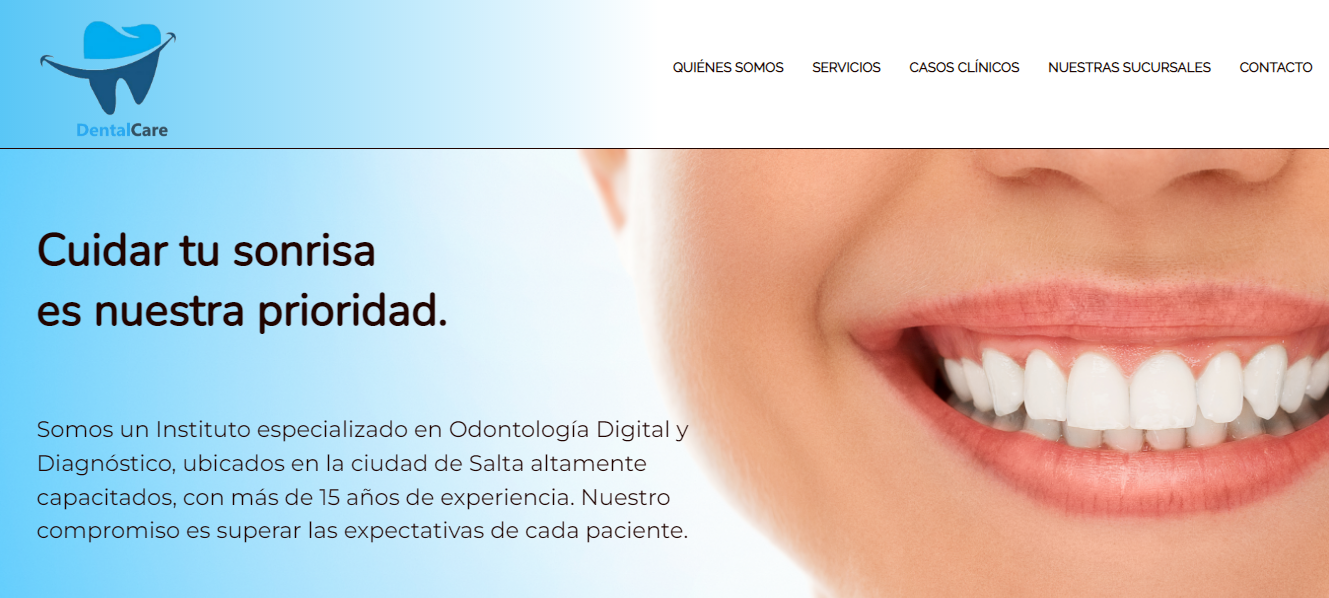 DentalCare
QUIÉNES SOMOS SERVICIOS CASOS CLÍNICOS NUESTRAS SUCURSALES CONTACTO
Cuidar tu sonrisa
es nuestra prioridad.
Somos un Instituto especializado en Odontología Digital y
Diagnóstico, ubicados en la ciudad de Salta altamente
capacitados, con más de 15 años de experiencia. Nuestro
compromiso es superar las expectativas de cada paciente.